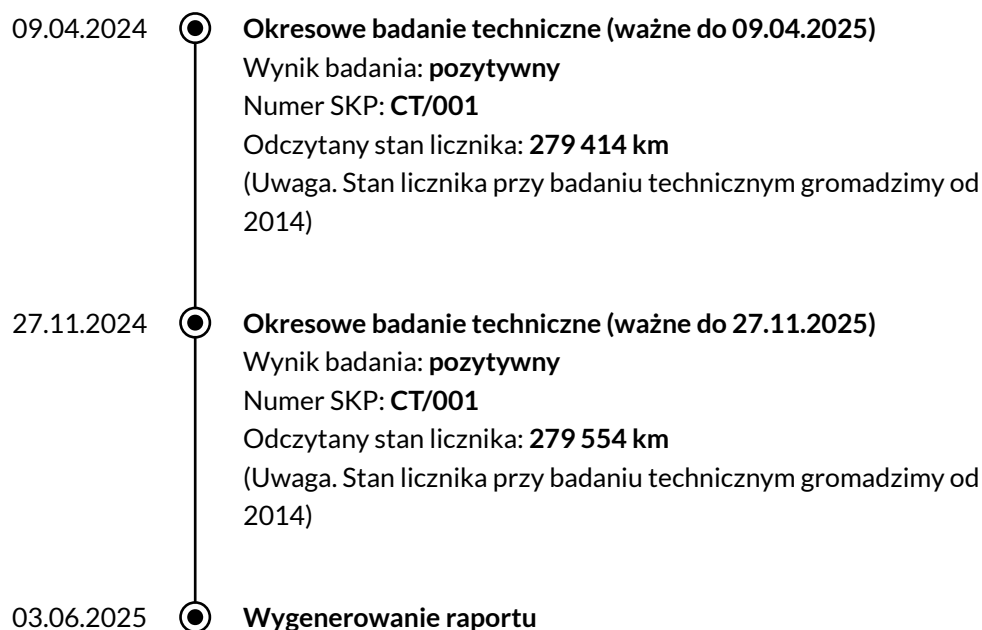 09.04.2024 Okresowe badanie techniczne (ważne do 09.04.2025)
Wynik badania: pozytywny
Numer SKP: CT/001
Odczytany stan licznika: 279 414 km
(Uwaga. Stan licznika przy badaniu technicznym gromadzimy od
2014)
27.11.2024 Okresowe badanie techniczne (ważne do 27.11.2025)
Wynik badania: pozytywny
Numer SKP: CT/001
Odczytany stan licznika: 279 554 km
(Uwaga. Stan licznika przy badaniu technicznym gromadzimy od
2014)
03.06.2025 Wygenerowanie raportu